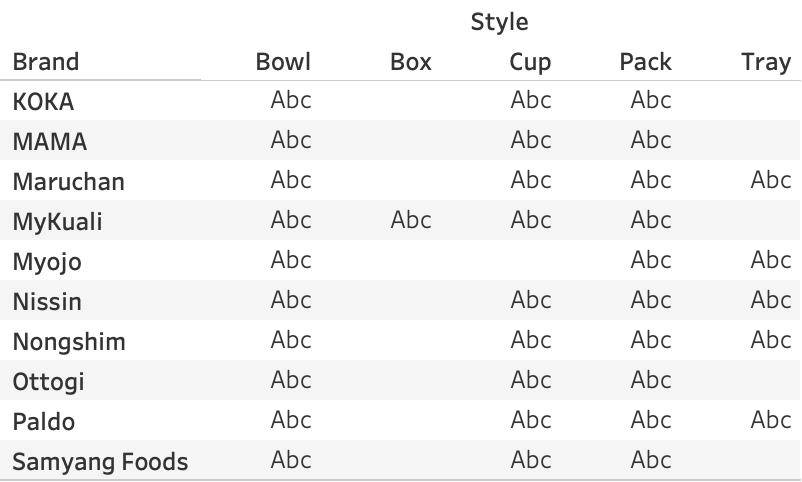 Style
Brand Bowl Box Cup Pack Tray
KOKA Abc Abc Abc
MAMA Abc Abc Abc
Maruchan Abc Abc Abc Abc
MyKuali Abc Abc Abc Abc
Myojo Abc Abc Abc
Nissin Abc Abc Abc Abc
Nongshim Abc Abc Abc Abc
Ottogi Abc Abc Abc
Paldo Abc Abc Abc Abc
Samyang Foods Abc Abc Abc